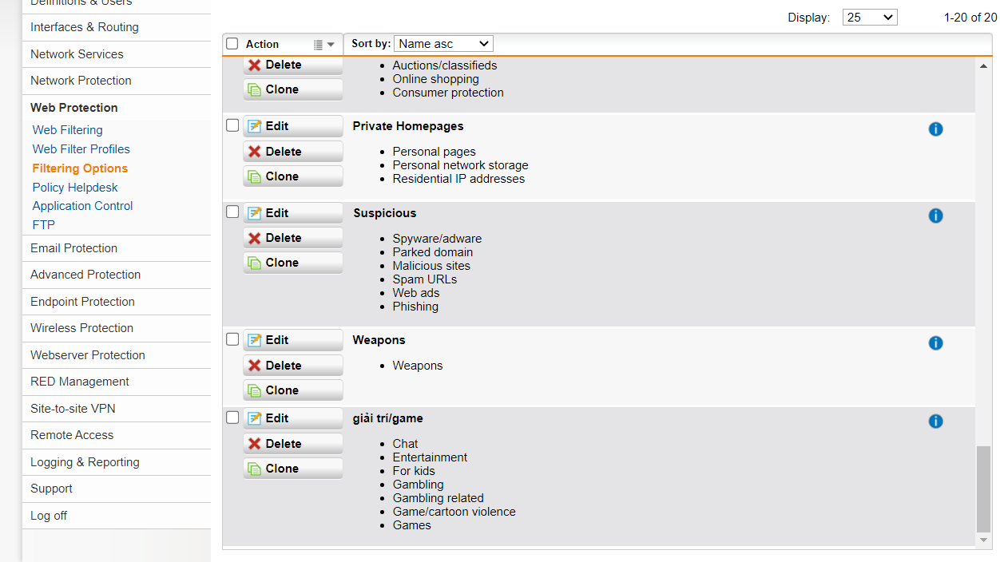 Definitions & Users
Interfaces & Routing
Network Services
Network Protection
Web Protection
Web Filtering
Web Filter Profiles
Filtering Options
Policy Helpdesk
Application Control
FTP
Email Protection
Advanced Protection
Endpoint Protection
Wireless Protection
Webserver Protection
RED Management
Site-to-site VPN
Remote Access
Logging & Reporting
Support
Log off
Display: 25 1-20 of 20
Action Sort by: Name asc
Delete
Clone
Auctions/classifieds
Online shopping
Consumer protection
Edit
Delete
Clone
Private Homepages
Personal pages
Personal network storage
Residential IP addresses
Edit
Delete
Clone
Suspicious
Spyware/adware
Parked domain
Malicious sites
Spam URLs
Web ads
Phishing
Edit
Delete
Clone
Weapons
Weapons
Edit
Delete
Clone
giải trí/game
Chat
Entertainment
For kids
Gambling
Gambling related
Game/cartoon violence
Games